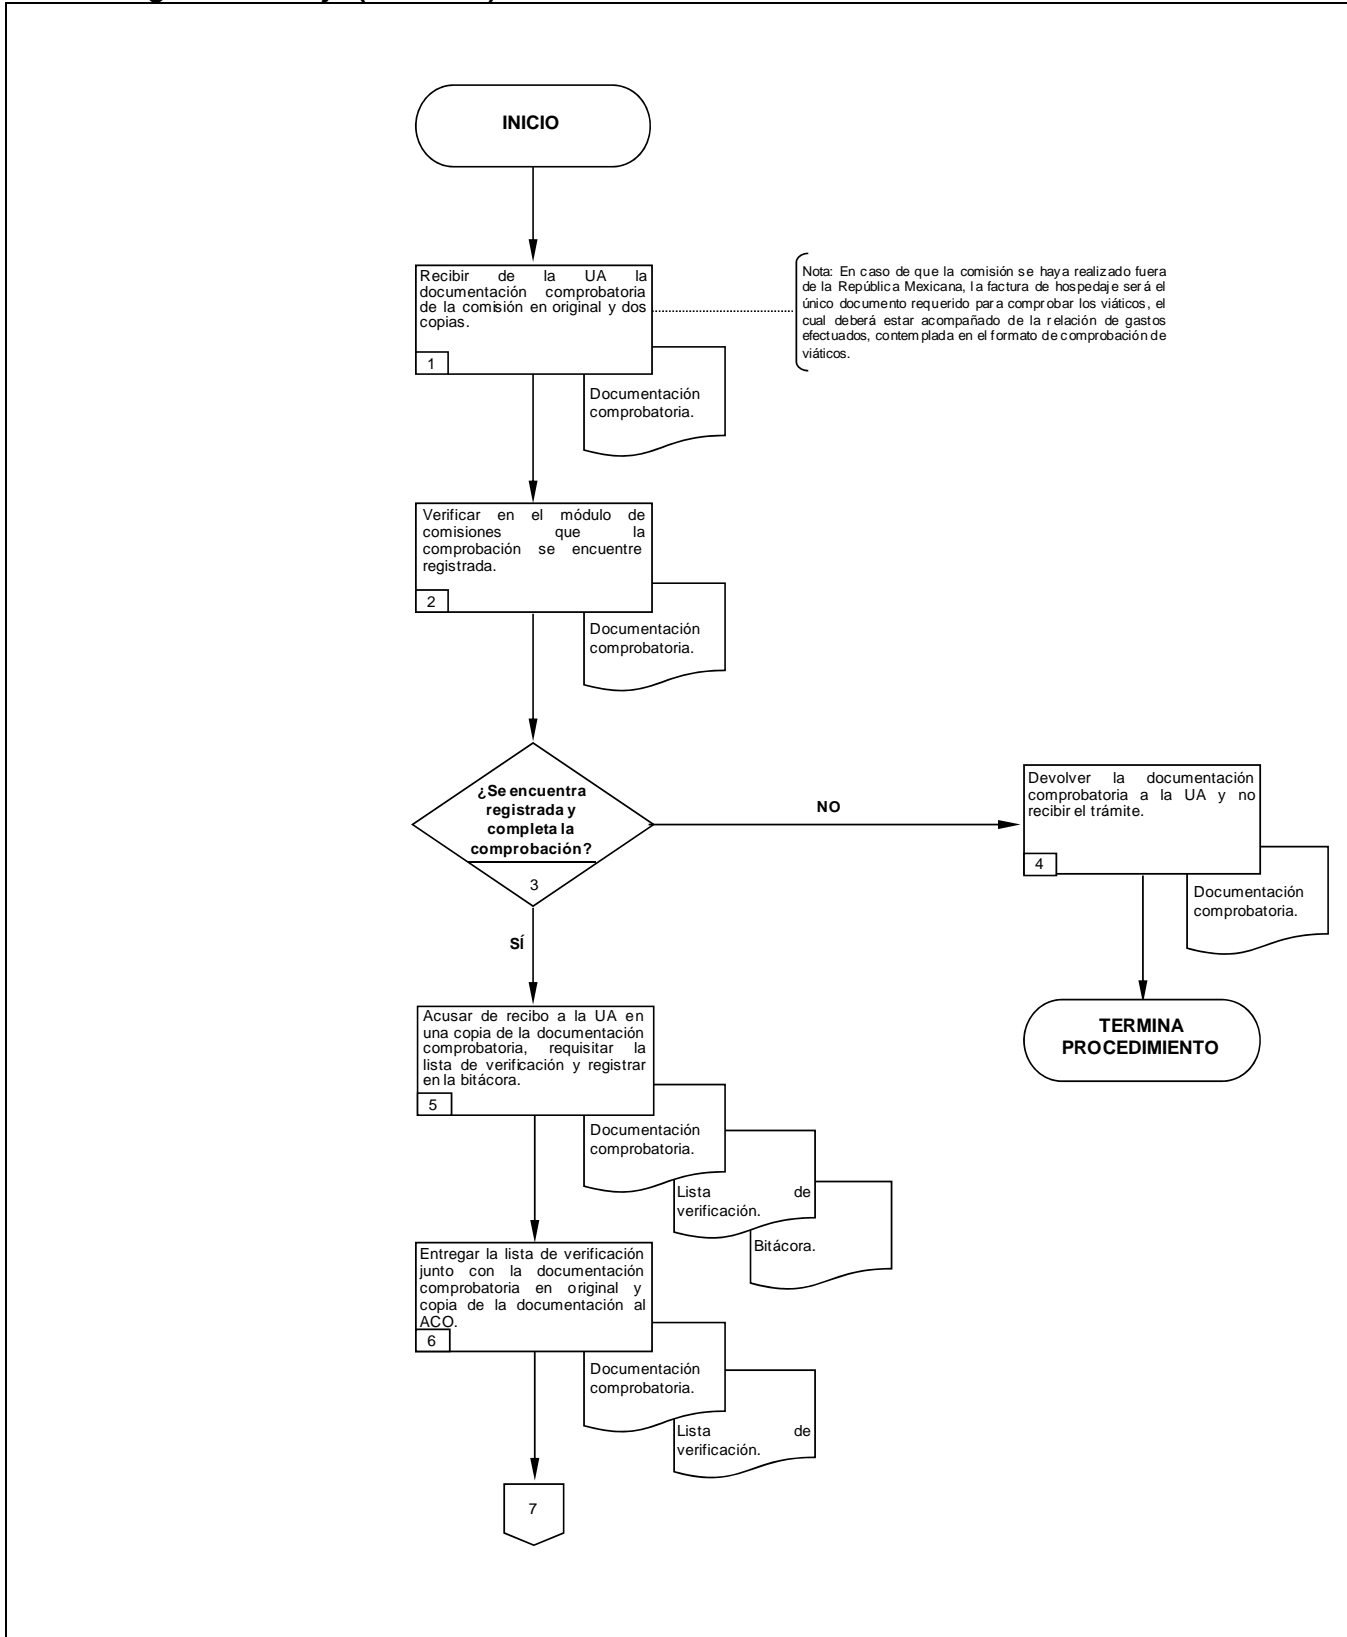 INICIO
Recibir de la UA la
documentación comprobatoria
de la comisión en original y dos
copias.
1
Nota: En caso de que la comisión se haya realizado fuera
de la República Mexicana, la factura de hospedaje será el
único documento requerido para comprobar los viáticos, el
cual deberá estar acompañado de la relación de gastos
efectuados, contemplada en el formato de comprobación de
viáticos.
Documentación
comprobatoria.
Verificar en el módulo de
comisiones que la
comprobación se encuentre
registrada.
2
Documentación
comprobatoria.
¿Se encuentra
registrada y
completa la
comprobación?
3
NO
Devolver la documentación
comprobatoria a la UA y no
recibir el trámite.
4
Documentación
comprobatoria.
TERMINA
PROCEDIMIENTO
SÍ
Acusar de recibo a la UA en
una copia de la documentación
comprobatoria, requisitar la
lista de verificación y registrar
en la bitácora.
5
Documentación
comprobatoria.
Lista de
verificación.
Bitácora.
Entregar la lista de verificación
junto con la documentación
comprobatoria en original y
copia de la documentación al
ACO.
6
Documentación
comprobatoria.
Lista de
verificación.
7